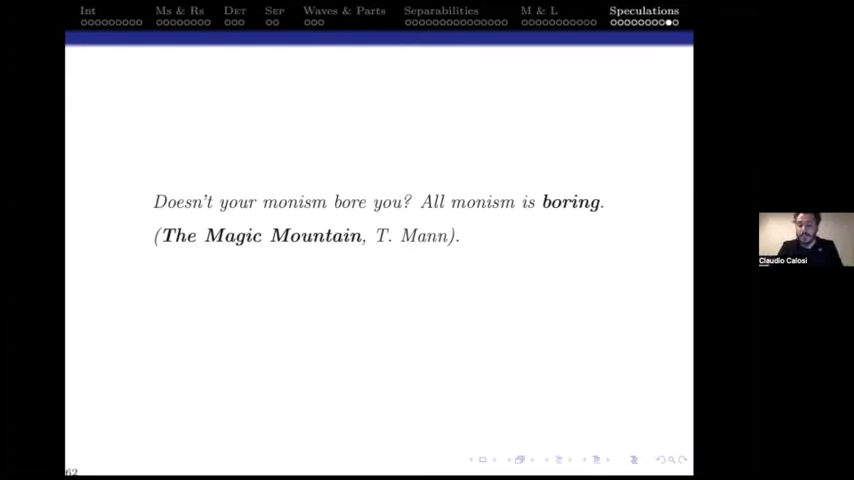 Int Ms & Rs Det Sep Waves & Parts Separabilities M & L Speculations
Doesn't your monism bore you? All monism is boring.
(The Magic Mountain, T. Mann).
Claudio Calosi
62